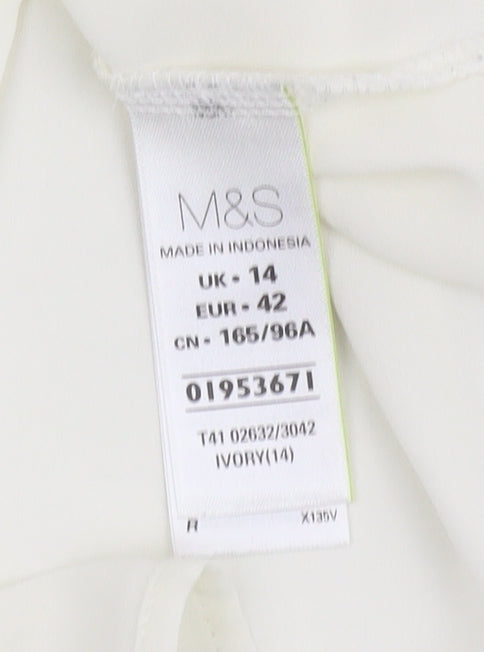 M&S
MADE IN INDONESIA
UK - 14
EUR - 42
CN - 165/96A
01953671
T41 02632/3042
IVORY(14)
R X135V